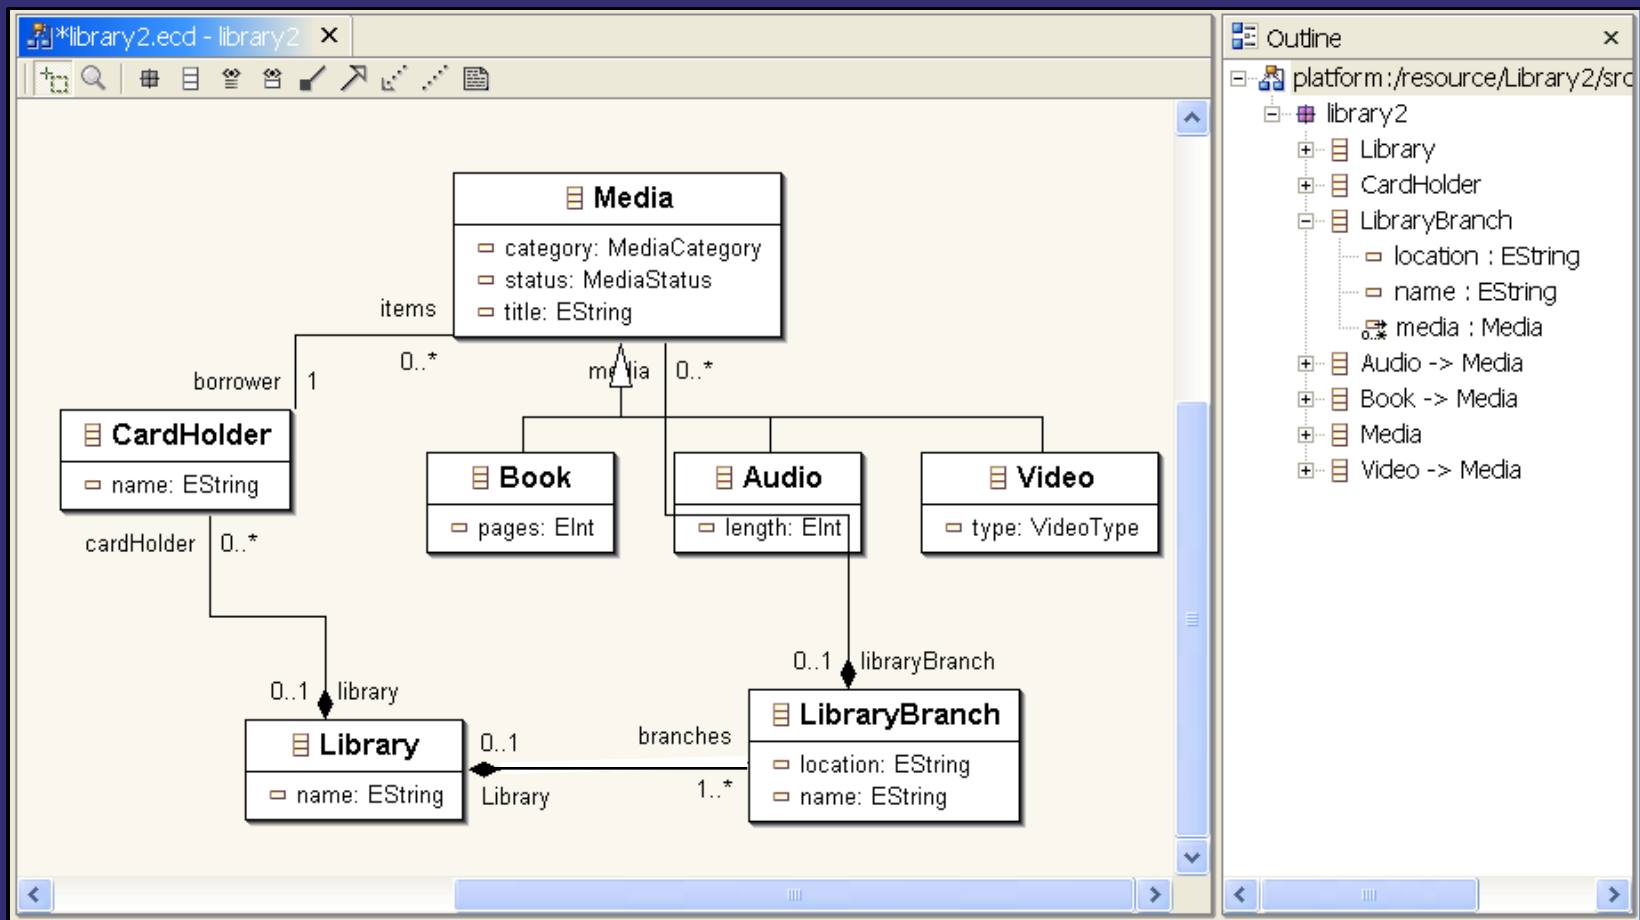 *library2.ecd - library2
Media
category: MediaCategory
status: MediaStatus
title: EString
items
0..*
borrower
1
media
0..*
CardHolder
name: EString
Book
pages: EInt
Audio
length: EInt
Video
type: VideoType
cardHolder
0..*
0..1
library
0..1
libraryBranch
Library
name: EString
0..1
Library
branches
1..*
LibraryBranch
location: EString
name: EString
Outline
platform:/resource/Library2/src
library2
Library
CardHolder
LibraryBranch
location : EString
name : EString
0..*
media : Media
Audio -> Media
Book -> Media
Media
Video -> Media